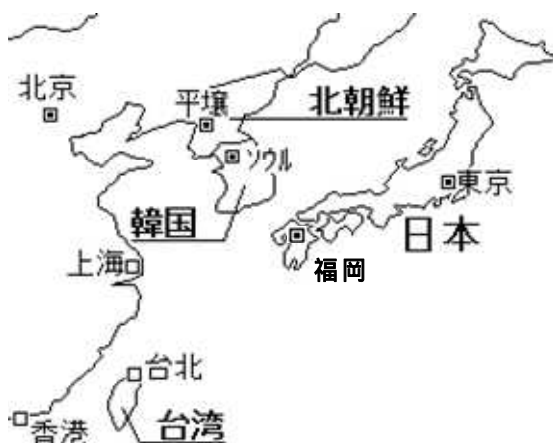 北京
平壌
北朝鮮
ソウル
東京
韓国
日本
上海
福岡
台北
香港
台湾